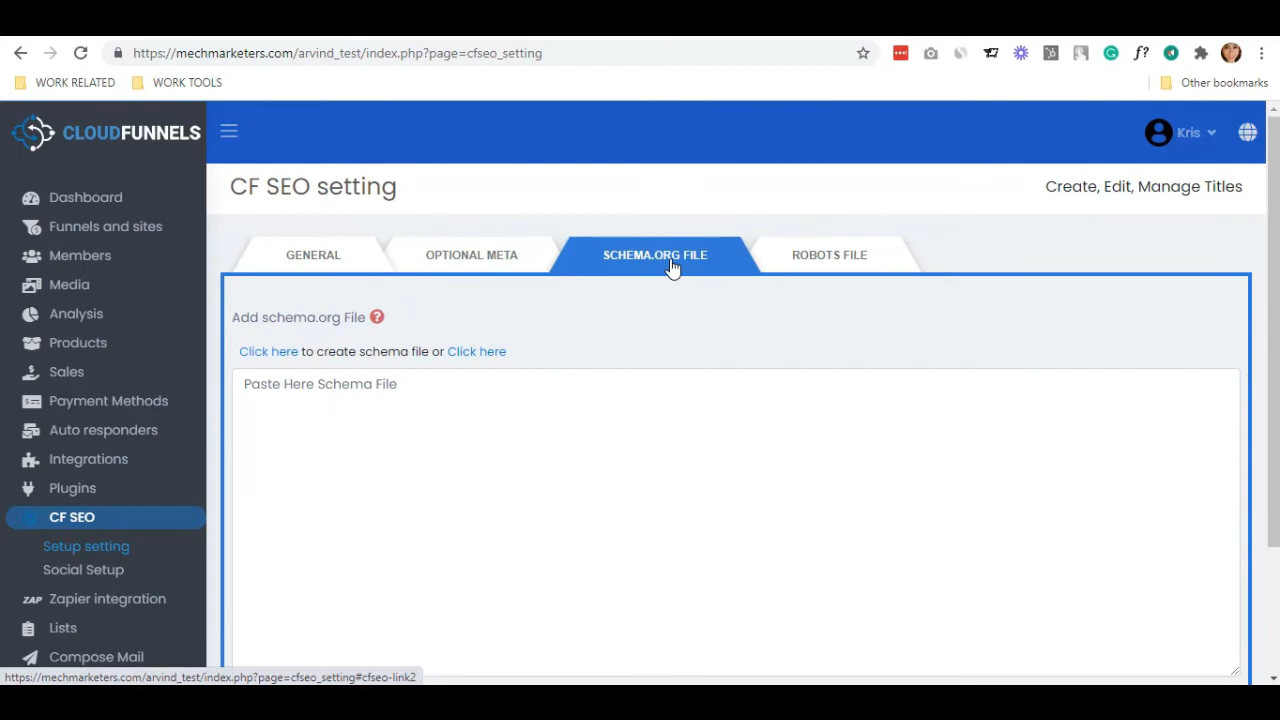 https://mechmarketers.com/arvind_test/index.php?page=cfseo_setting
WORK RELATED
WORK TOOLS
Other bookmarks
CLOUDFUNNELS
Kris
Dashboard
Funnels and sites
Members
Media
Analysis
Products
Sales
Payment Methods
Auto responders
Integrations
Plugins
CF SEO
Setup setting
Social Setup
ZAP Zapier integration
Lists
Compose Mail
CF SEO setting
Create, Edit, Manage Titles
GENERAL
OPTIONAL META
SCHEMA.ORG FILE
ROBOTS FILE
Add schema.org File ?
Click here to create schema file or Click here
Paste Here Schema File
https://mechmarketers.com/arvind_test/index.php?page=cfseo_setting#cfseo-link2